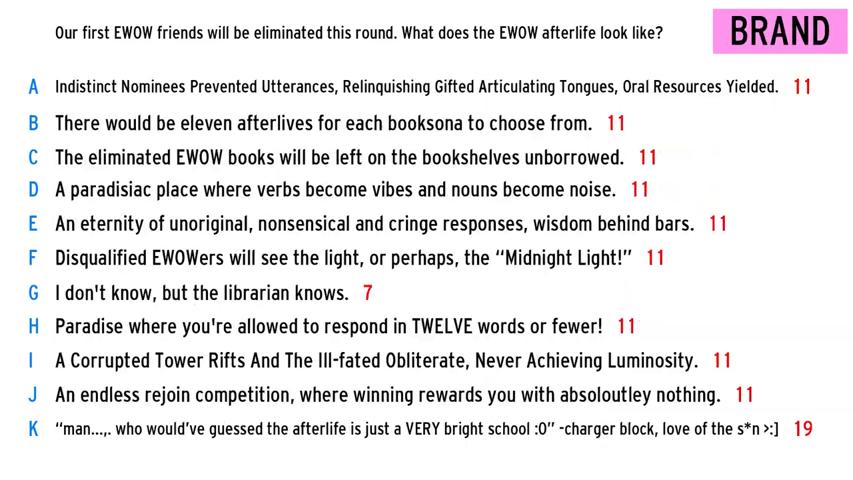 Our first EWOW friends will be eliminated this round. What does the EWOW afterlife look like?
BRAND
A Indistinct Nominees Prevented Utterances, Relinquishing Gifted Articulating Tongues, Oral Resources Yielded. 11
B There would be eleven afterlives for each booksona to choose from. 11
C The eliminated EWOW books will be left on the bookshelves unborrowed. 11
D A paradisiac place where verbs become vibes and nouns become noise. 11
E An eternity of unoriginal, nonsensical and cringe responses, wisdom behind bars. 11
F Disqualified EWOWers will see the light, or perhaps, the “Midnight Light!” 11
G I don't know, but the librarian knows. 7
H Paradise where you're allowed to respond in TWELVE words or fewer! 11
I A Corrupted Tower Rifts And The Ill-fated Obliterate, Never Achieving Luminosity. 11
J An endless rejoin competition, where winning rewards you with absoloutley nothing. 11
K “man...,. who would’ve guessed the afterlife is just a VERY bright school :0” -charger block, love of the s*n >:] 19